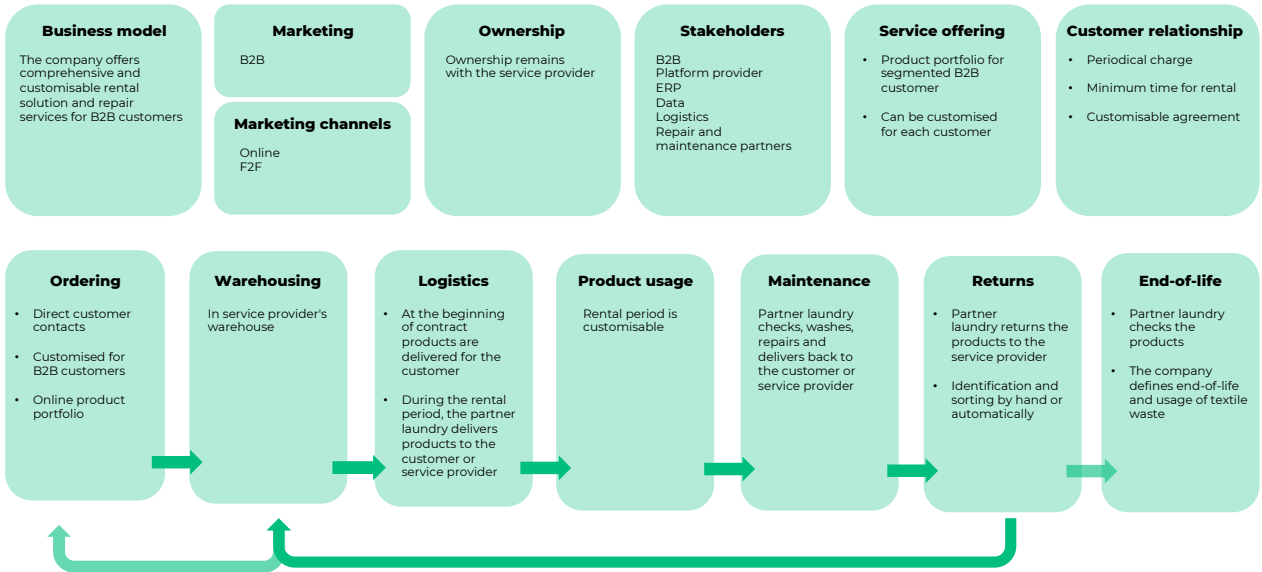 Business model
The company offers
comprehensive and
customisable rental
solution and repair
services for B2B customers
Marketing
B2B
Marketing channels
Online
F2F
Ownership
Ownership remains
with the service provider
Stakeholders
B2B
Platform provider
ERP
Data
Logistics
Repair and
maintenance partners
Service offering
• Product portfolio for
segmented B2B
customer
• Can be customised
for each customer
Customer relationship
• Periodical charge
• Minimum time for rental
• Customisable agreement
Ordering
• Direct customer
contacts
• Customised for
B2B customers
• Online product
portfolio
Warehousing
In service provider's
warehouse
Logistics
• At the beginning
of contract
products are
delivered for the
customer
• During the rental
period, the partner
laundry delivers
products to the
customer or
service provider
Product usage
Rental period is
customisable
Maintenance
Partner laundry
checks, washes,
repairs and
delivers back to
the customer or
service provider
Returns
• Partner
laundry returns the
products to the
service provider
• Identification and
sorting by hand or
automatically
End-of-life
• Partner laundry
checks the
products
• The company
defines end-of-life
and usage of textile
waste